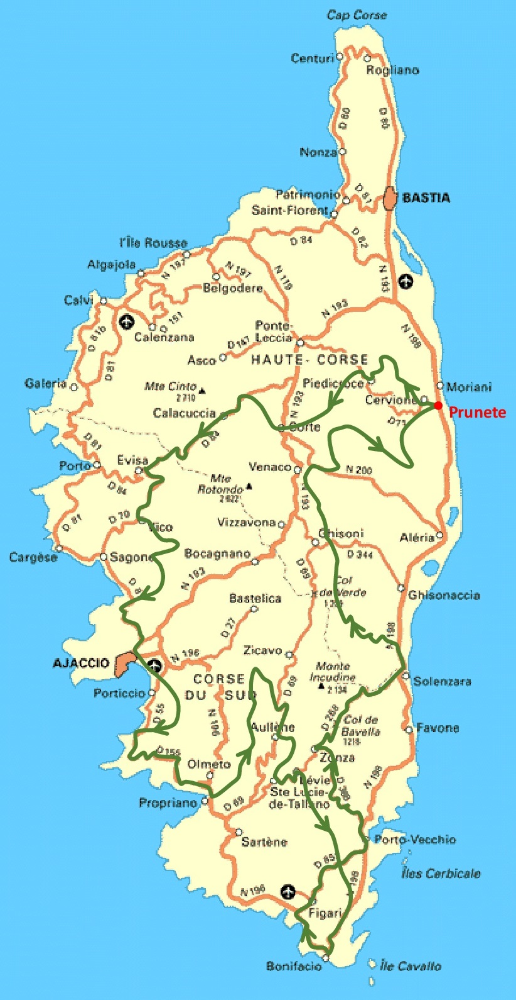 Cap Corse
Centuri
Rogliano
D 80
D 80
Nonza
Patrimonio
D 81
BASTIA
Saint-Florent
l'Île Rousse
D 84
D 62
Algajola
N 197
N 197
N 119
N 193
Belgodere
Calvi
N 193
D 151
D 81b
Calenzana
Ponte-
Leccia
N 198
D 147
Asco
HAUTE-CORSE
D 81
Galeria
Mte Cinto
2 710
Piedicroce
Moriani
N 193
Cervione
Prunete
Calacuccia
D 71
Corte
D 84
D 81
Evisa
Porto
Venaco
N 200
Mte
Rotondo
2 622
D 84
N 193
D 81
D 70
Vico
Vizzavona
Ghisoni
Aléria
Cargèse
Sagone
Bocagnano
D 344
D 69
N 193
D 8
Col
de Verde
Ghisonaccia
Bastelica
D 27
N 198
Zicavo
AJACCIO
N 196
Monte
Incudine
2 134
CORSE
DU SUD
Solenzara
Porticcio
D 69
D 55
N 196
D 268
Aullène
Col de
Bavella
1218
Favone
D 155
Zonza
Olmeto
Lévie
D 368
N 198
Ste Lucie-
de-Tallano
Propriano
D 69
Sartène
Porto-Vecchio
D 859
Îles Cerbicale
N 196
N 198
Figari
Bonifacio
Île Cavallo